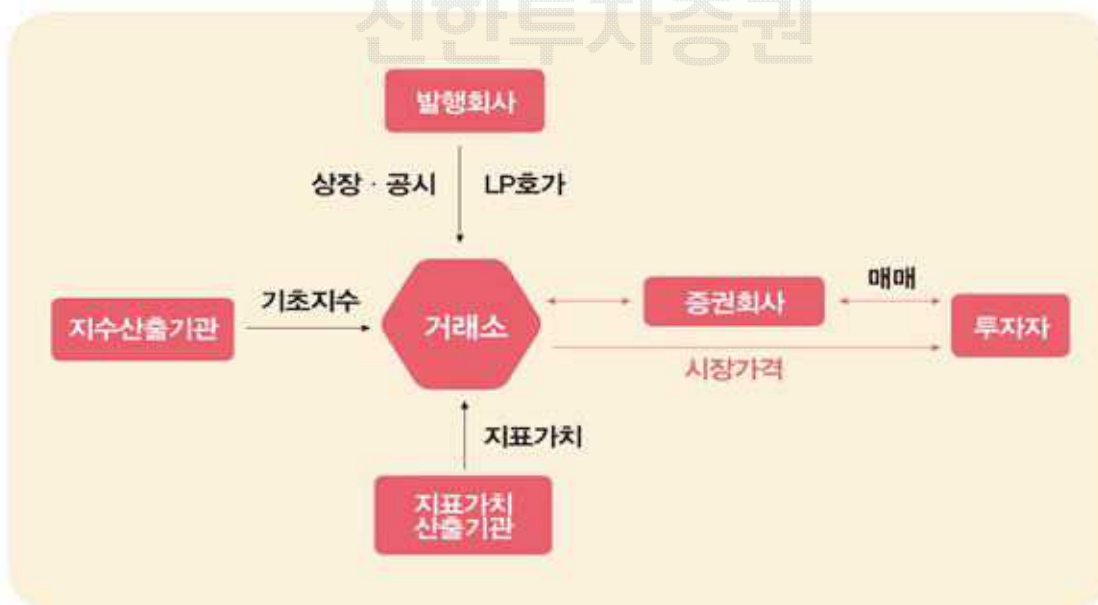 신한투자증권
발행회사
상장 · 공시
LP호가
지수산출기관
기초지수
거래소
증권회사
매매
투자자
시장가격
지표가치
지표가치
산출기관